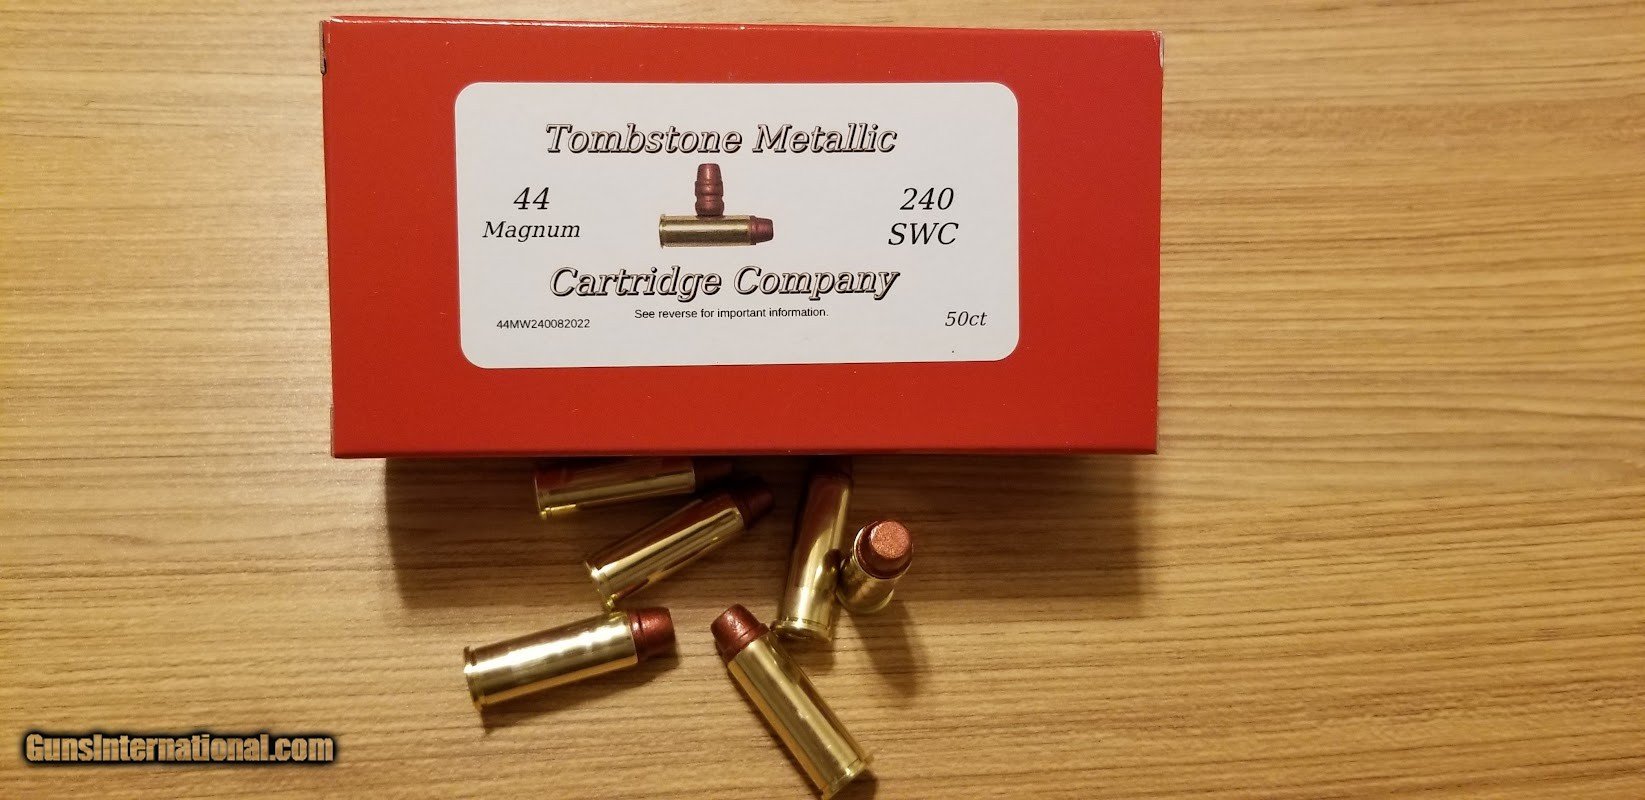 Tombstone Metallic
44
Magnum
240
SWC
Cartridge Company
See reverse for important information.
44MW240082022
50ct
GunsInternational.com